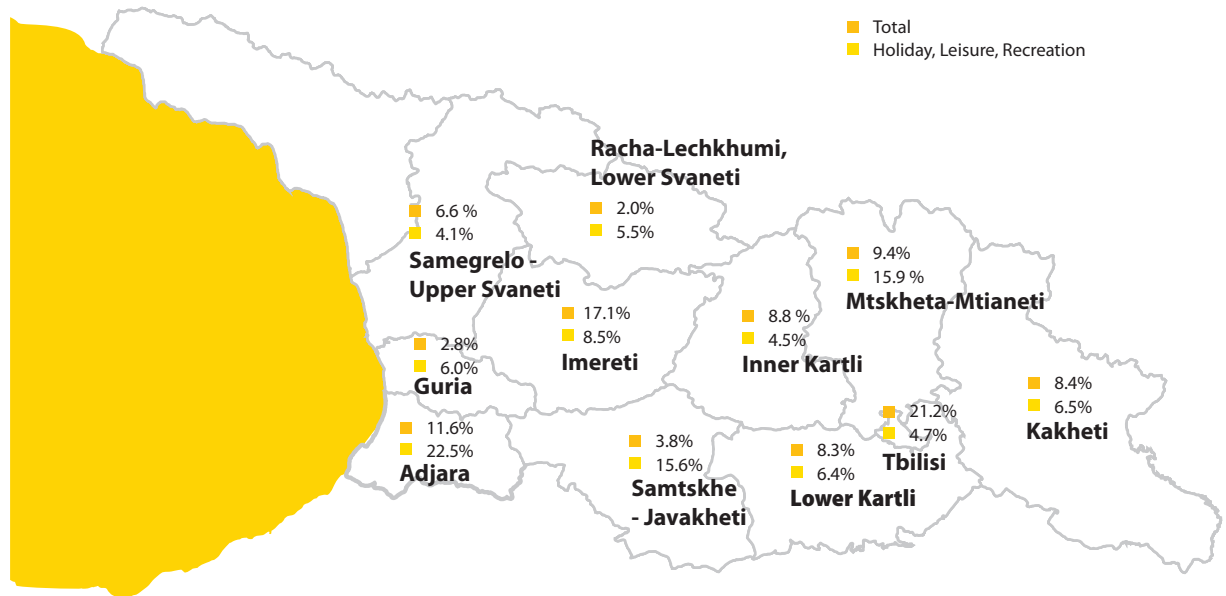 Total
Holiday, Leisure, Recreation
Racha-Lechkhumi,
Lower Svaneti
2.0%
5.5%
6.6 %
4.1%
Samegrelo -
Upper Svaneti
9.4%
15.9 %
Mtskheta-Mtianeti
17.1%
8.5%
Imereti
8.8 %
4.5%
Inner Kartli
2.8%
6.0%
Guria
8.4%
6.5%
Kakheti
21.2%
4.7%
Tbilisi
11.6%
22.5%
Adjara
3.8%
15.6%
Samtskhe
- Javakheti
8.3%
6.4%
Lower Kartli